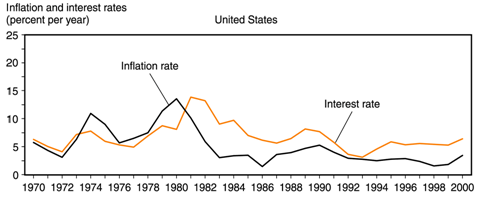 Inflation and interest rates
(percent per year)
United States
25
20
15
10
5
0
Inflation rate
Interest rate
1970 1972 1974 1976 1978 1980 1982 1984 1986 1988 1990 1992 1994 1996 1998 2000